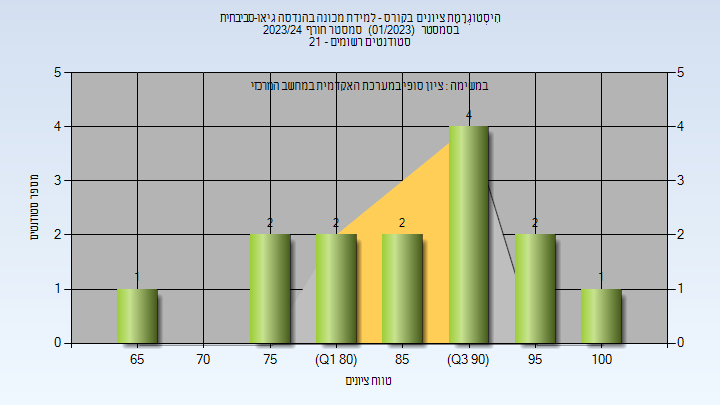 היסטוגרמת ציונים בקורס - למידת מכונה בהנדסה גיאו-סביבתית
בסמסטר (01/2023) סמסטר חורף 2023/24
סטודנטים רשומים - 21
במשימה : ציון סופי במערכת האקדמית במחשב המרכזי
5 5
4 4
3 3
2 2
1 1
0 0
1 2 2 2 4 2 1
מספר סטודנטים
65 70 75 (Q1 80) 85 (Q3 90) 95 100
טווח ציונים